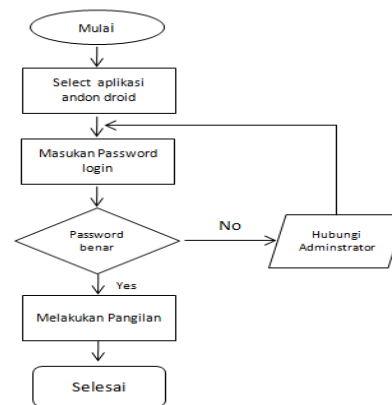 Mulai
Select aplikasi
andon droid
Masukan Password
login
Password
benar
No
Hubungi
Adminstrator
Yes
Melakukan Pangilan
Selesai